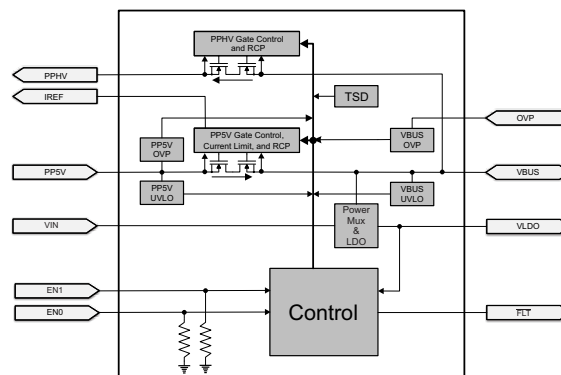 PPHV Gate Control
and RCP
PPHV
IREF
TSD
OVP
PP5V
OVP
PP5V Gate Control,
Current Limit, and RCP
VBUS
OVP
PP5V
VBUS
PP5V
UVLO
VBUS
UVLO
VIN
Power
Mux
&
LDO
VLDO
EN1
EN0
Control
FLT